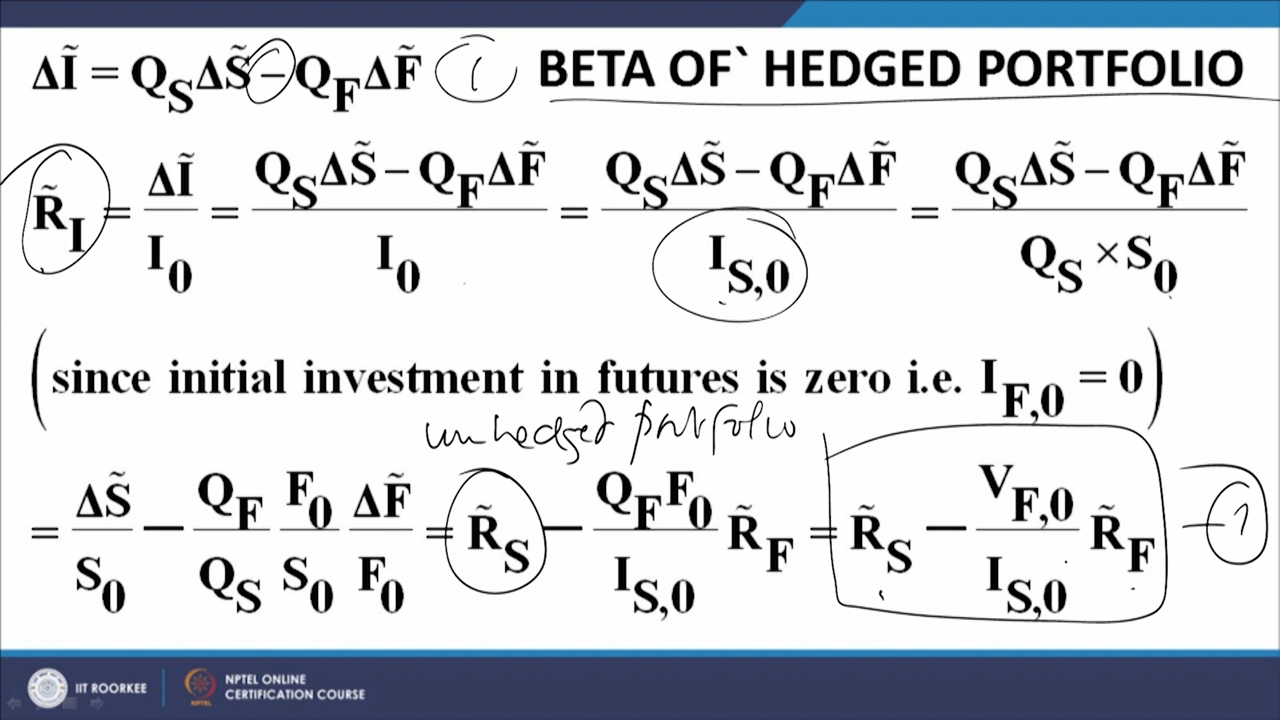 ΔĨ = Q_S ΔS̃ − Q_F ΔF̃ (1) BETA OF` HEDGED PORTFOLIO
R̃_I = ΔĨ / I_0 = (Q_S ΔS̃ − Q_F ΔF̃) / I_0 = (Q_S ΔS̃ − Q_F ΔF̃) / I_S,0 = (Q_S ΔS̃ − Q_F ΔF̃) / (Q_S × S_0)
(since initial investment in futures is zero i.e. I_F,0 = 0)
unhedged portfolio
= ΔS̃ / S_0 − (Q_F / Q_S) (F_0 / S_0) (ΔF̃ / F_0) = R̃_S − (Q_F F_0 / I_S,0) R̃_F = R̃_S − (V_F,0 / I_S,0) R̃_F
IIT ROORKEE
NPTEL
NPTEL ONLINE
CERTIFICATION COURSE